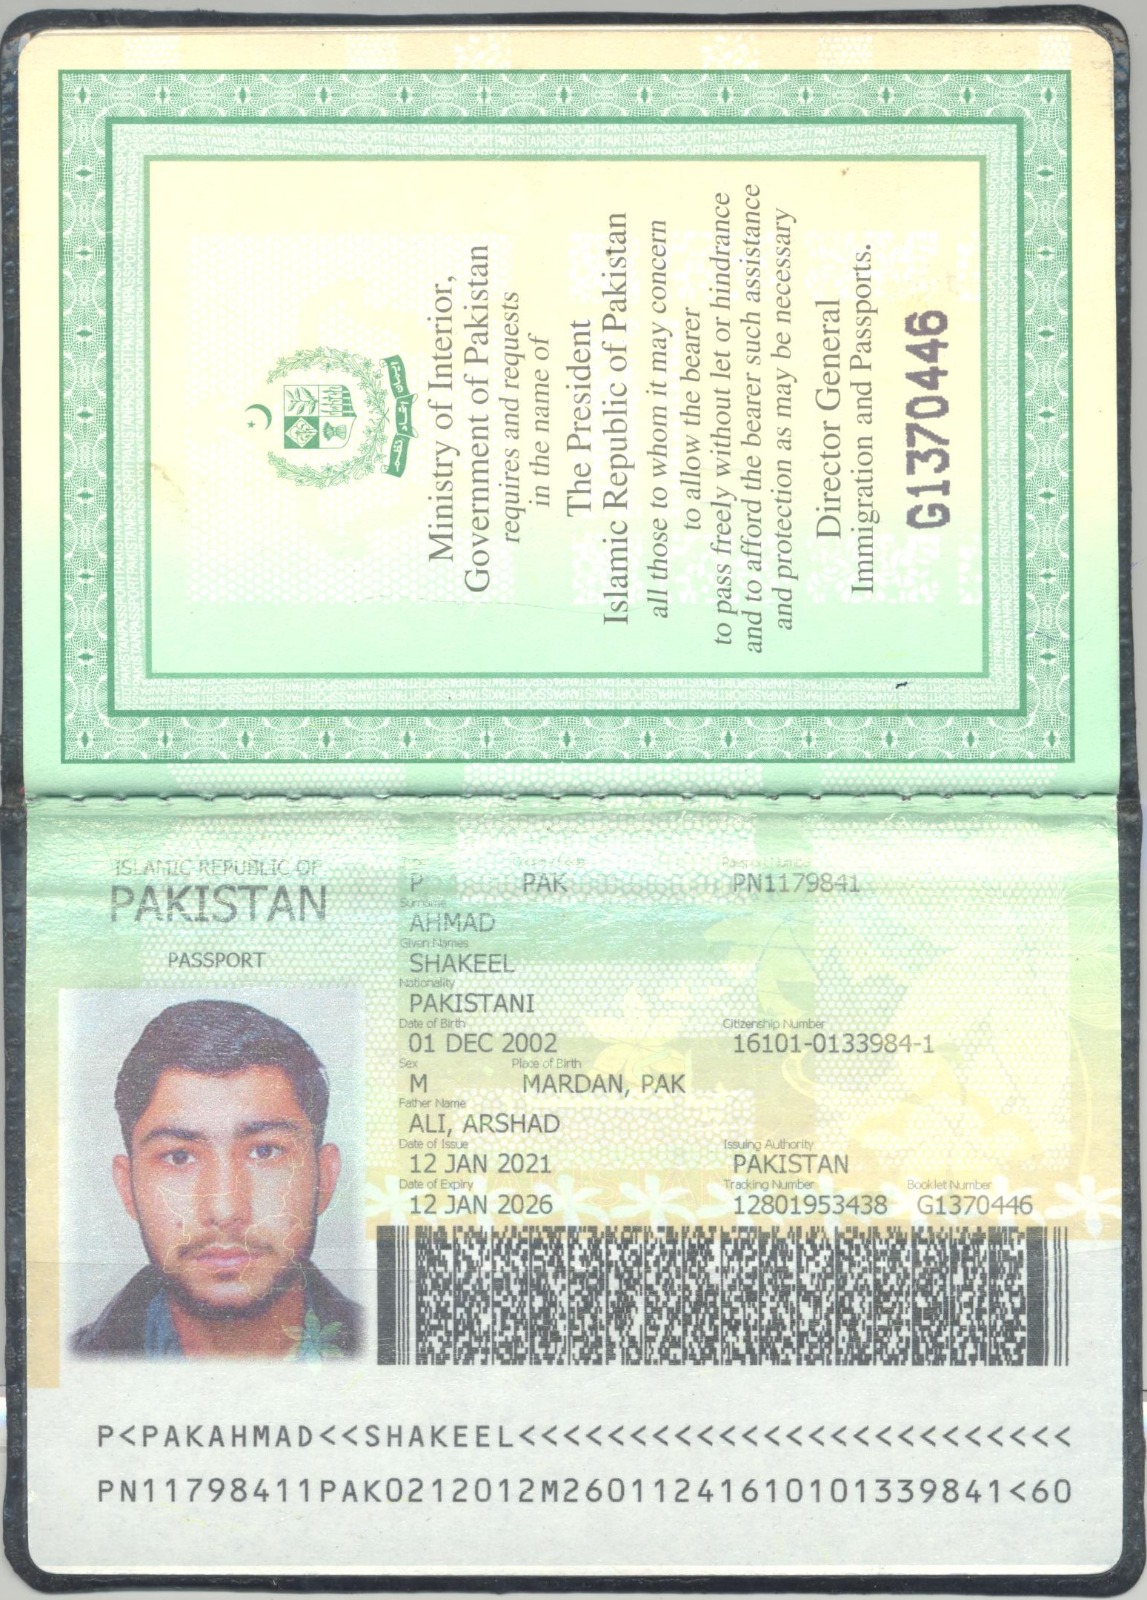 Ministry of Interior,
Government of Pakistan
requires and requests
in the name of
The President
Islamic Republic of Pakistan
all those to whom it may concern
to allow the bearer
to pass freely without let or hindrance
and to afford the bearer such assistance
and protection as may be necessary
Director General
Immigration and Passports.
G1370446
ISLAMIC REPUBLIC OF
PAKISTAN
PASSPORT
Type Passport Number
P PAK PN1179841
Surname
AHMAD
Given Names
SHAKEEL
Nationality
PAKISTANI
Date of Birth Citizenship Number
01 DEC 2002 16101-0133984-1
Sex Place of Birth
M MARDAN, PAK
Father Name
ALI, ARSHAD
Date of Issue Issuing Authority
12 JAN 2021 PAKISTAN
Date of Expiry Tracking Number Booklet Number
12 JAN 2026 12801953438 G1370446
P<PAKAHMAD<<SHAKEEL<<<<<<<<<<<<<<<<<<<<<<<<<
PN11798411PAK0212012M26011241610101339841<60